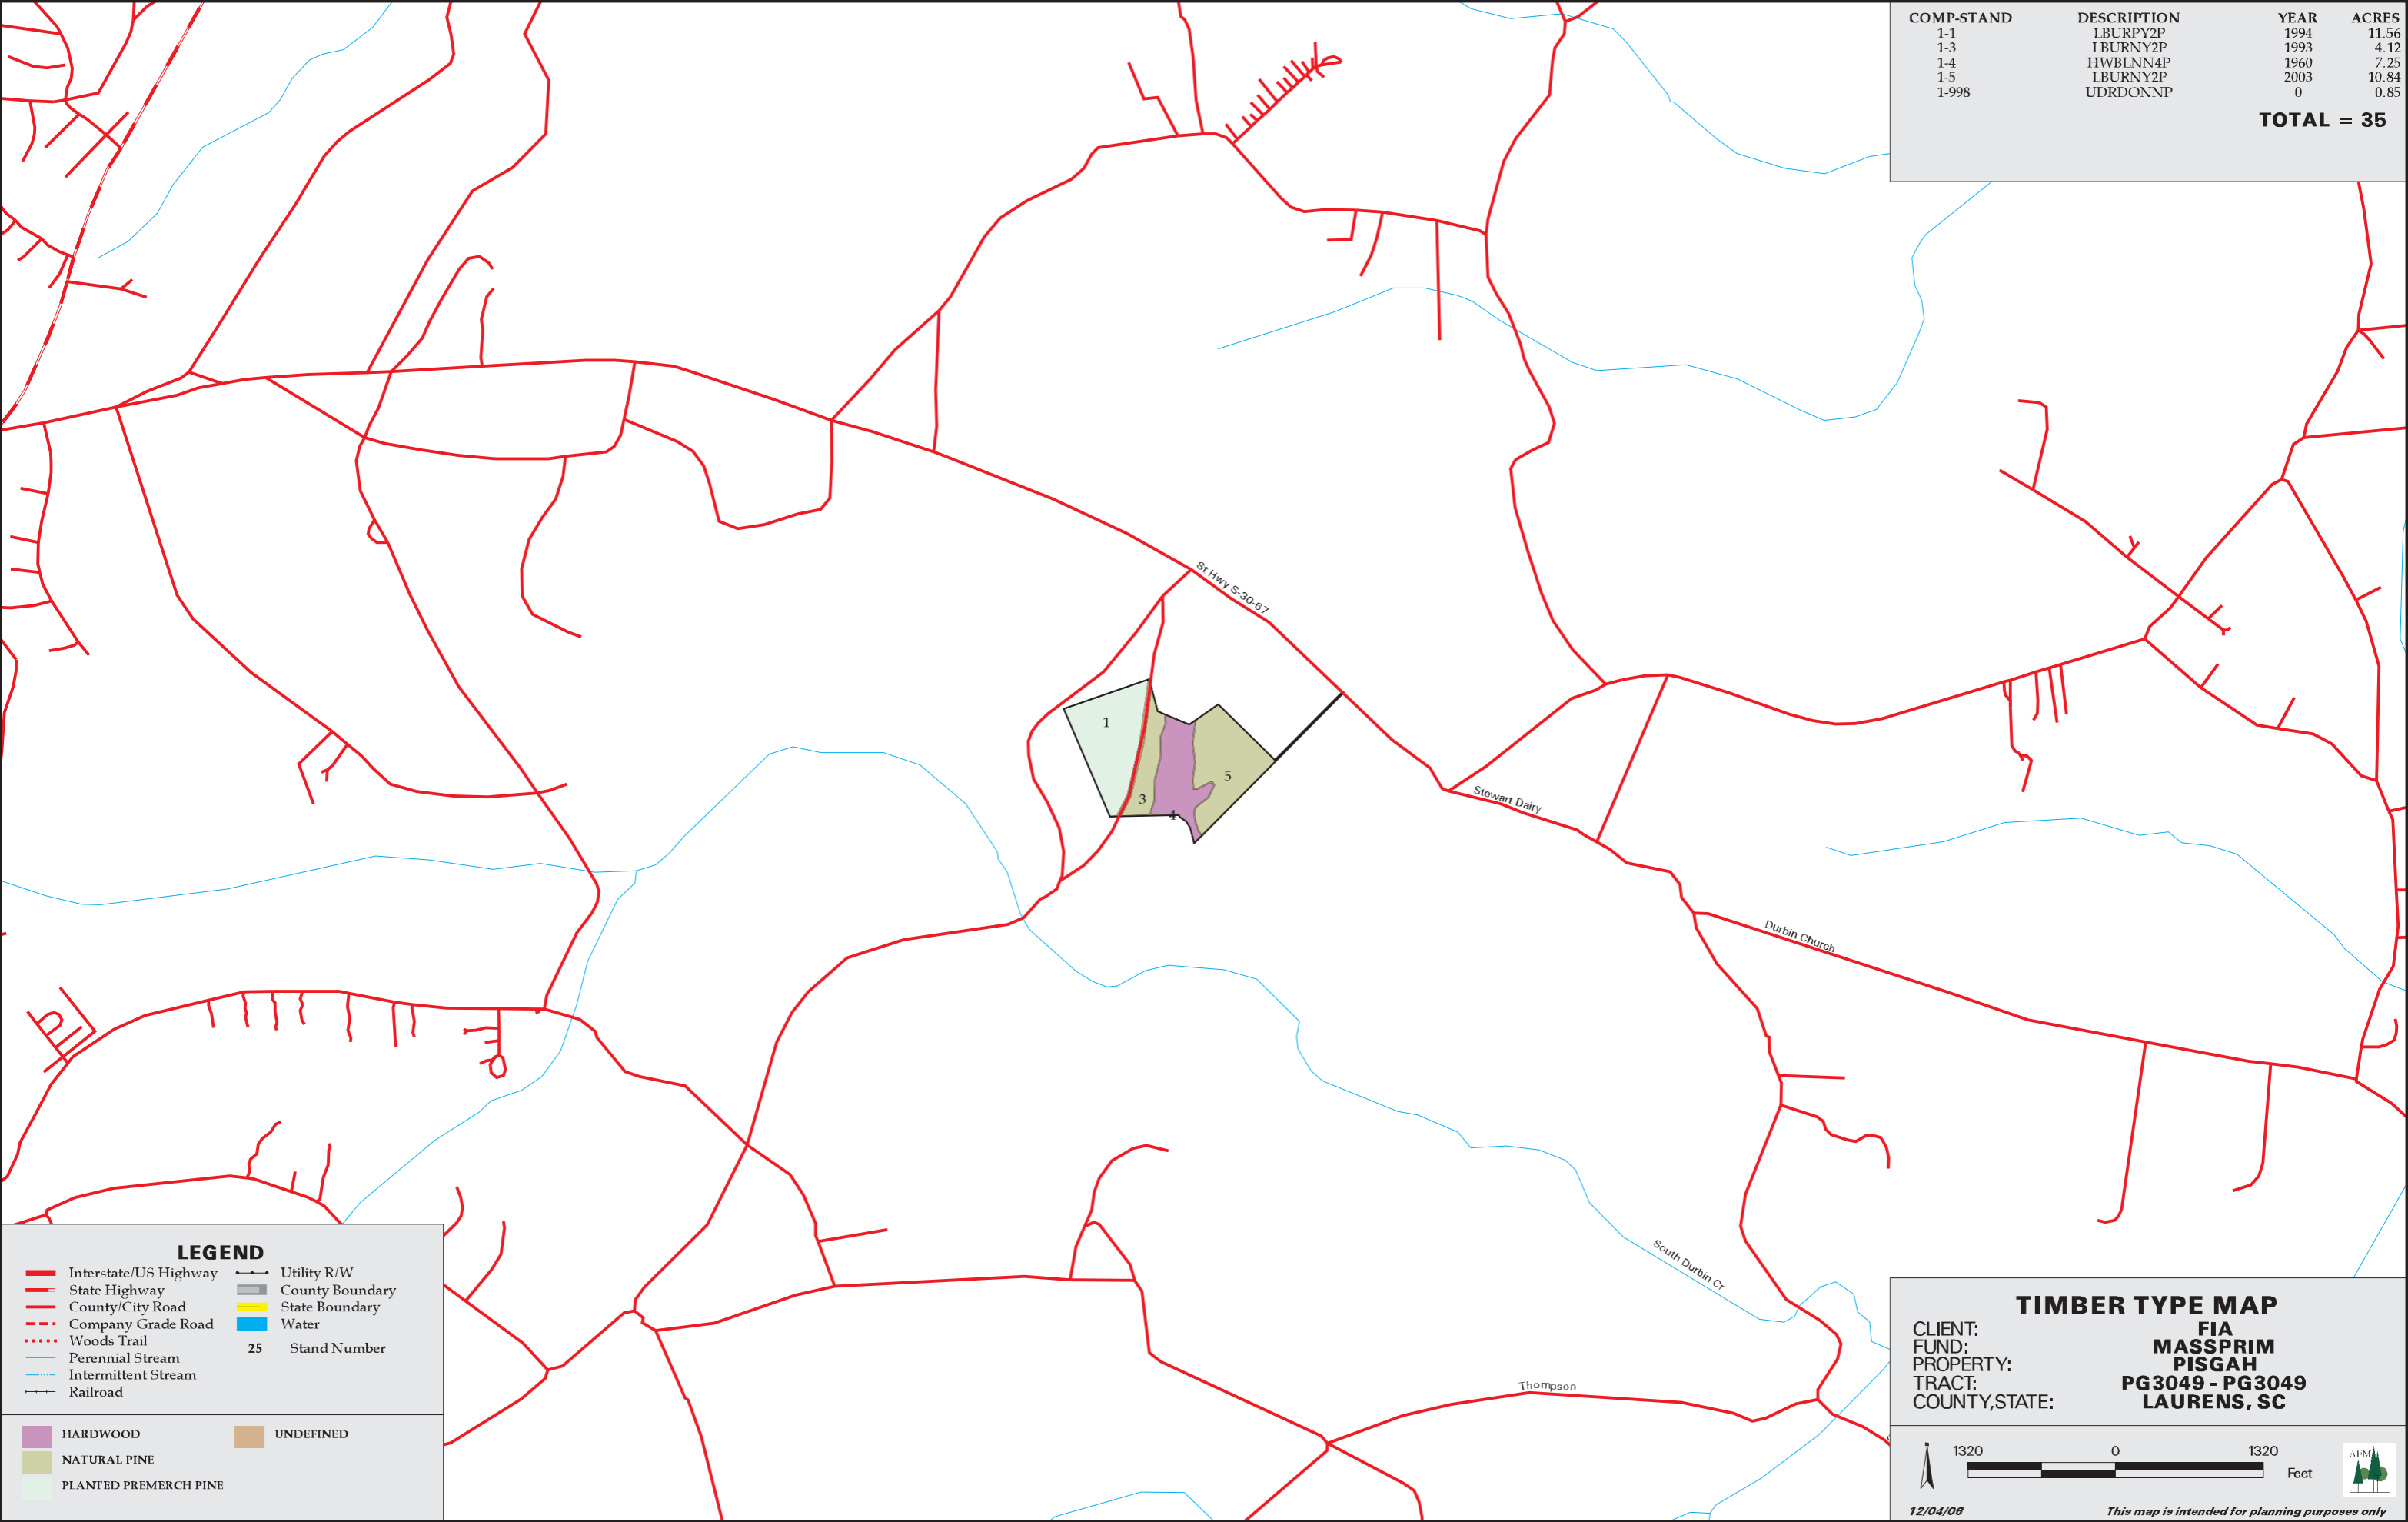 COMP-STAND DESCRIPTION YEAR ACRES
1-1 LBURPY2P 1994 11.56
1-3 LBURNY2P 1993 4.12
1-4 HWBLNN4P 1960 7.25
1-5 LBURNY2P 2003 10.84
1-998 UDRDONNP 0 0.85
TOTAL = 35
St Hwy S-30-67
1
5
3
4
Stewart Dairy
Durbin Church
South Durbin Cr
Thompson
LEGEND
Interstate/US Highway Utility R/W
State Highway County Boundary
County/City Road State Boundary
Company Grade Road Water
Woods Trail
25 Stand Number
Perennial Stream
Intermittent Stream
Railroad
HARDWOOD UNDEFINED
NATURAL PINE
PLANTED PREMERCH PINE
TIMBER TYPE MAP
CLIENT: FIA
FUND: MASSPRIM
PROPERTY: PISGAH
TRACT: PG3049 - PG3049
COUNTY,STATE: LAURENS, SC
1320 0 1320
Feet
AFM
12/04/06 This map is intended for planning purposes only